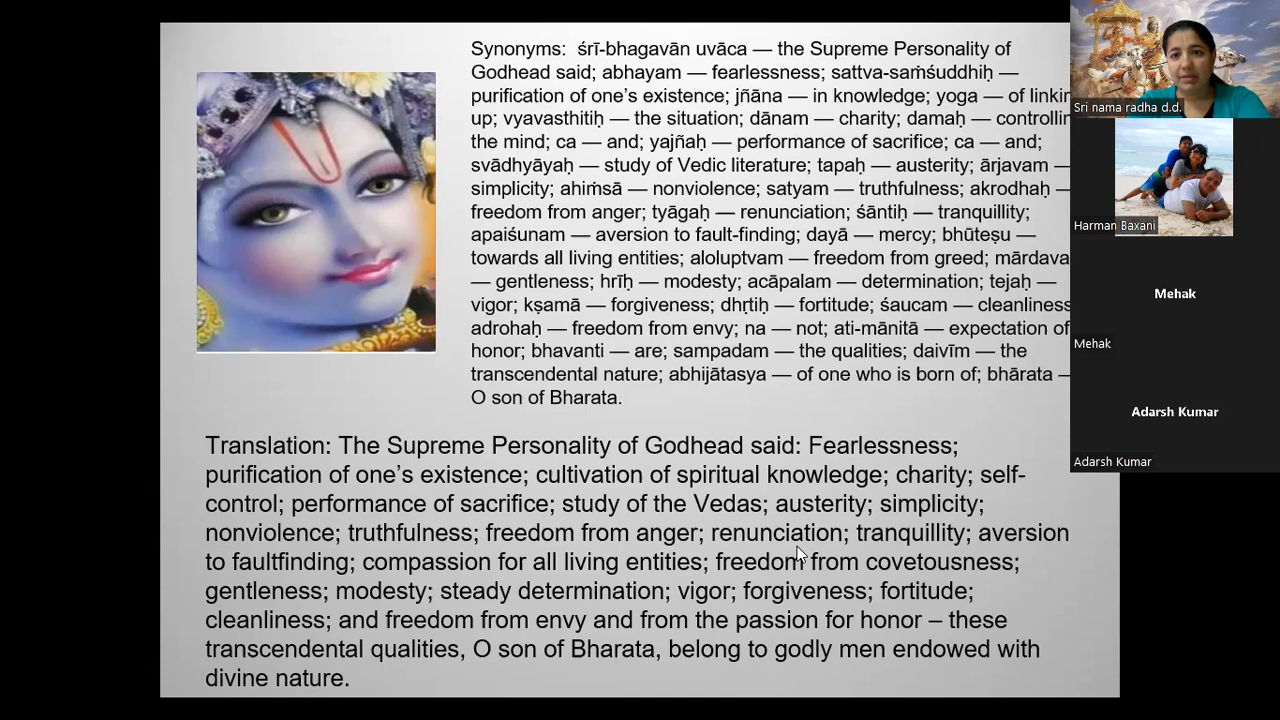 Synonyms: śrī-bhagavān uvāca — the Supreme Personality of
Godhead said; abhayam — fearlessness; sattva-saṁśuddhiḥ —
purification of one’s existence; jñāna — in knowledge; yoga — of linkin
up; vyavasthitiḥ — the situation; dānam — charity; damaḥ — controllin
the mind; ca — and; yajñaḥ — performance of sacrifice; ca — and;
svādhyāyaḥ — study of Vedic literature; tapaḥ — austerity; ārjavam —
simplicity; ahiṁsā — nonviolence; satyam — truthfulness; akrodhaḥ —
freedom from anger; tyāgaḥ — renunciation; śāntiḥ — tranquillity;
apaiśunam — aversion to fault-finding; dayā — mercy; bhūteṣu —
towards all living entities; aloluptvam — freedom from greed; mārdava
— gentleness; hrīḥ — modesty; acāpalam — determination; tejaḥ —
vigor; kṣamā — forgiveness; dhṛtiḥ — fortitude; śaucam — cleanliness
adrohaḥ — freedom from envy; na — not; ati-mānitā — expectation of
honor; bhavanti — are; sampadam — the qualities; daivīm — the
transcendental nature; abhijātasya — of one who is born of; bhārata —
O son of Bharata.
Translation: The Supreme Personality of Godhead said: Fearlessness;
purification of one’s existence; cultivation of spiritual knowledge; charity; self-
control; performance of sacrifice; study of the Vedas; austerity; simplicity;
nonviolence; truthfulness; freedom from anger; renunciation; tranquillity; aversion
to faultfinding; compassion for all living entities; freedom from covetousness;
gentleness; modesty; steady determination; vigor; forgiveness; fortitude;
cleanliness; and freedom from envy and from the passion for honor – these
transcendental qualities, O son of Bharata, belong to godly men endowed with
divine nature.
Sri nama radha d.d.
Harman Baxani
Mehak
Mehak
Adarsh Kumar
Adarsh Kumar